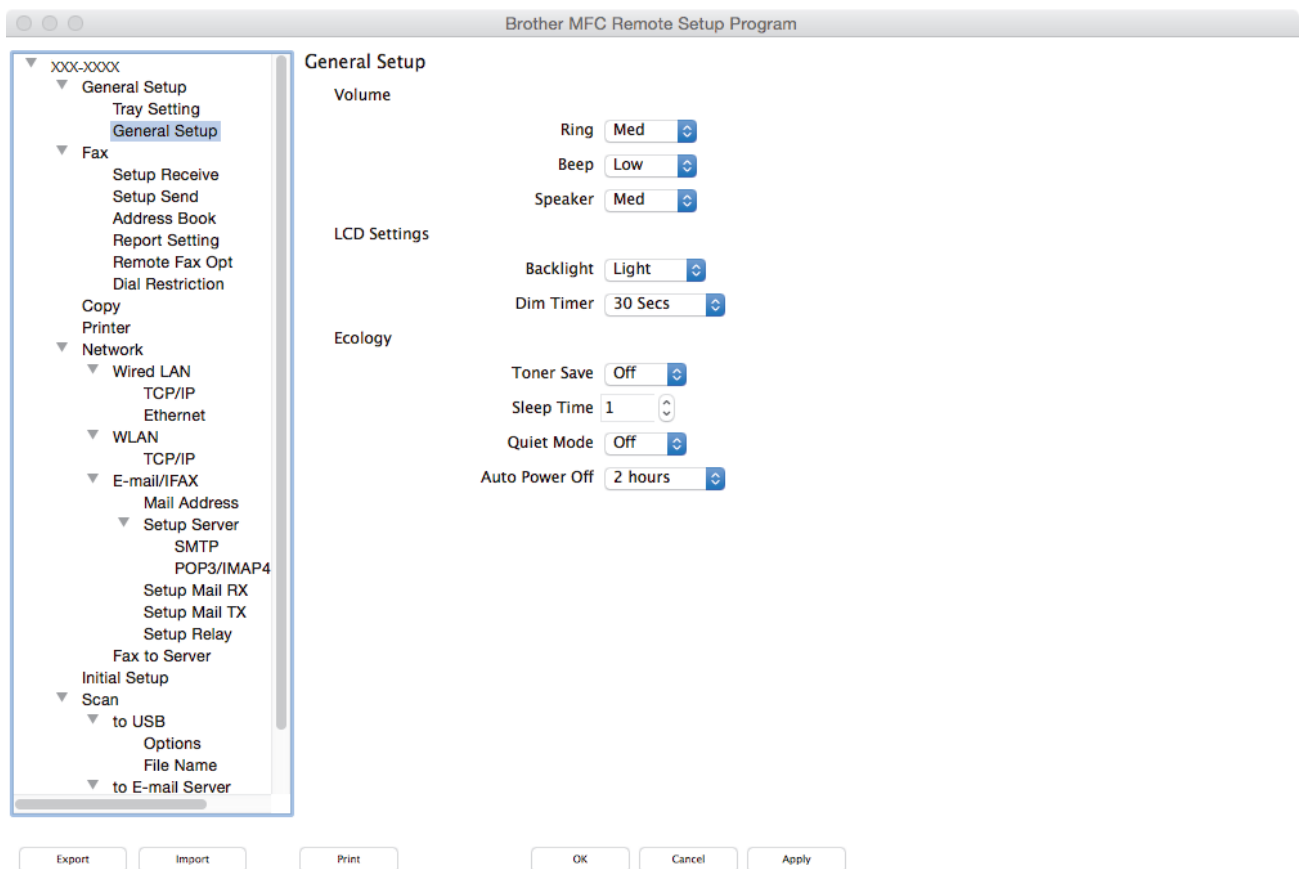 Brother MFC Remote Setup Program
XXX-XXXX
General Setup
Tray Setting
General Setup
Fax
Setup Receive
Setup Send
Address Book
Report Setting
Remote Fax Opt
Dial Restriction
Copy
Printer
Network
Wired LAN
TCP/IP
Ethernet
WLAN
TCP/IP
E-mail/IFAX
Mail Address
Setup Server
SMTP
POP3/IMAP4
Setup Mail RX
Setup Mail TX
Setup Relay
Fax to Server
Initial Setup
Scan
to USB
Options
File Name
to E-mail Server
General Setup
Volume
Ring Med
Beep Low
Speaker Med
LCD Settings
Backlight Light
Dim Timer 30 Secs
Ecology
Toner Save Off
Sleep Time 1
Quiet Mode Off
Auto Power Off 2 hours
Export Import Print OK Cancel Apply